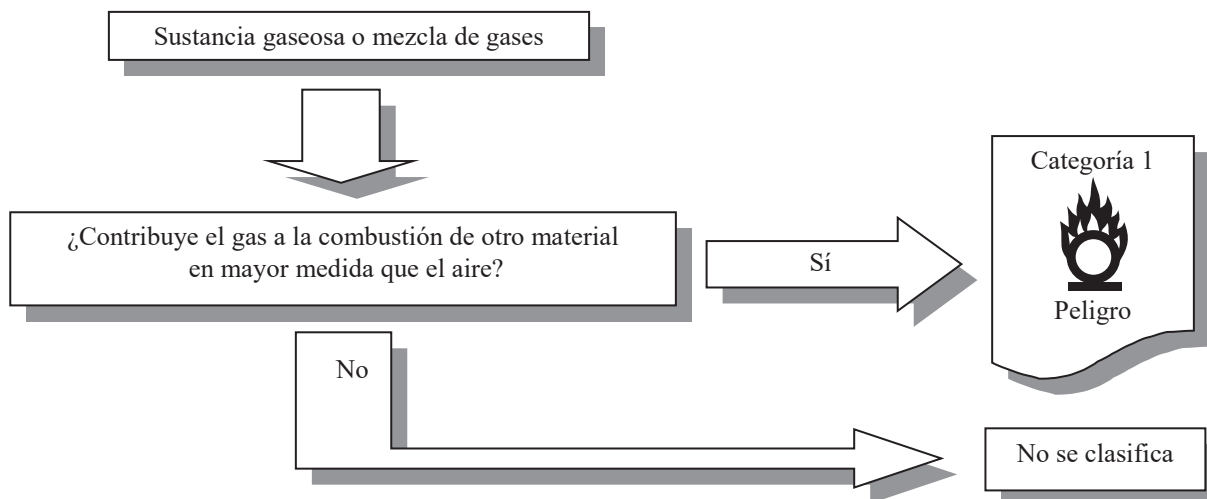 Sustancia gaseosa o mezcla de gases
¿Contribuye el gas a la combustión de otro material
en mayor medida que el aire?
Sí
Categoría 1
Peligro
No
No se clasifica